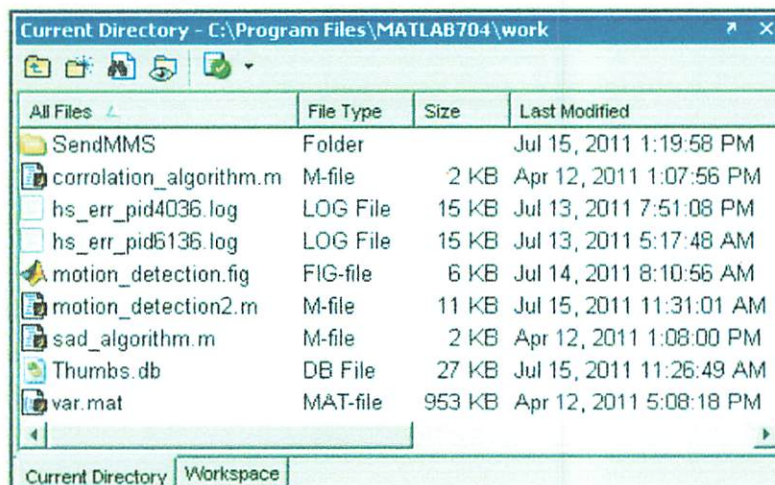 Current Directory - C:\Program Files\MATLAB704\work
All Files File Type Size Last Modified
SendMMS Folder Jul 15, 2011 1:19:58 PM
corrolation_algorithm.m M-file 2 KB Apr 12, 2011 1:07:56 PM
hs_err_pid4036.log LOG File 15 KB Jul 13, 2011 7:51:08 PM
hs_err_pid6136.log LOG File 15 KB Jul 13, 2011 5:17:48 AM
motion_detection.fig FIG-file 6 KB Jul 14, 2011 8:10:56 AM
motion_detection2.m M-file 11 KB Jul 15, 2011 11:31:01 AM
sad_algorithm.m M-file 2 KB Apr 12, 2011 1:08:00 PM
Thumbs.db DB File 27 KB Jul 15, 2011 11:26:49 AM
var.mat MAT-file 953 KB Apr 12, 2011 5:08:18 PM
Current Directory Workspace